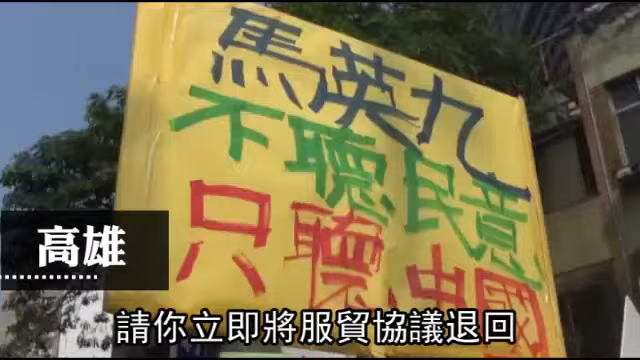 馬英九
不聽民意
只聽中國
高雄
請你立即將服貿協議退回